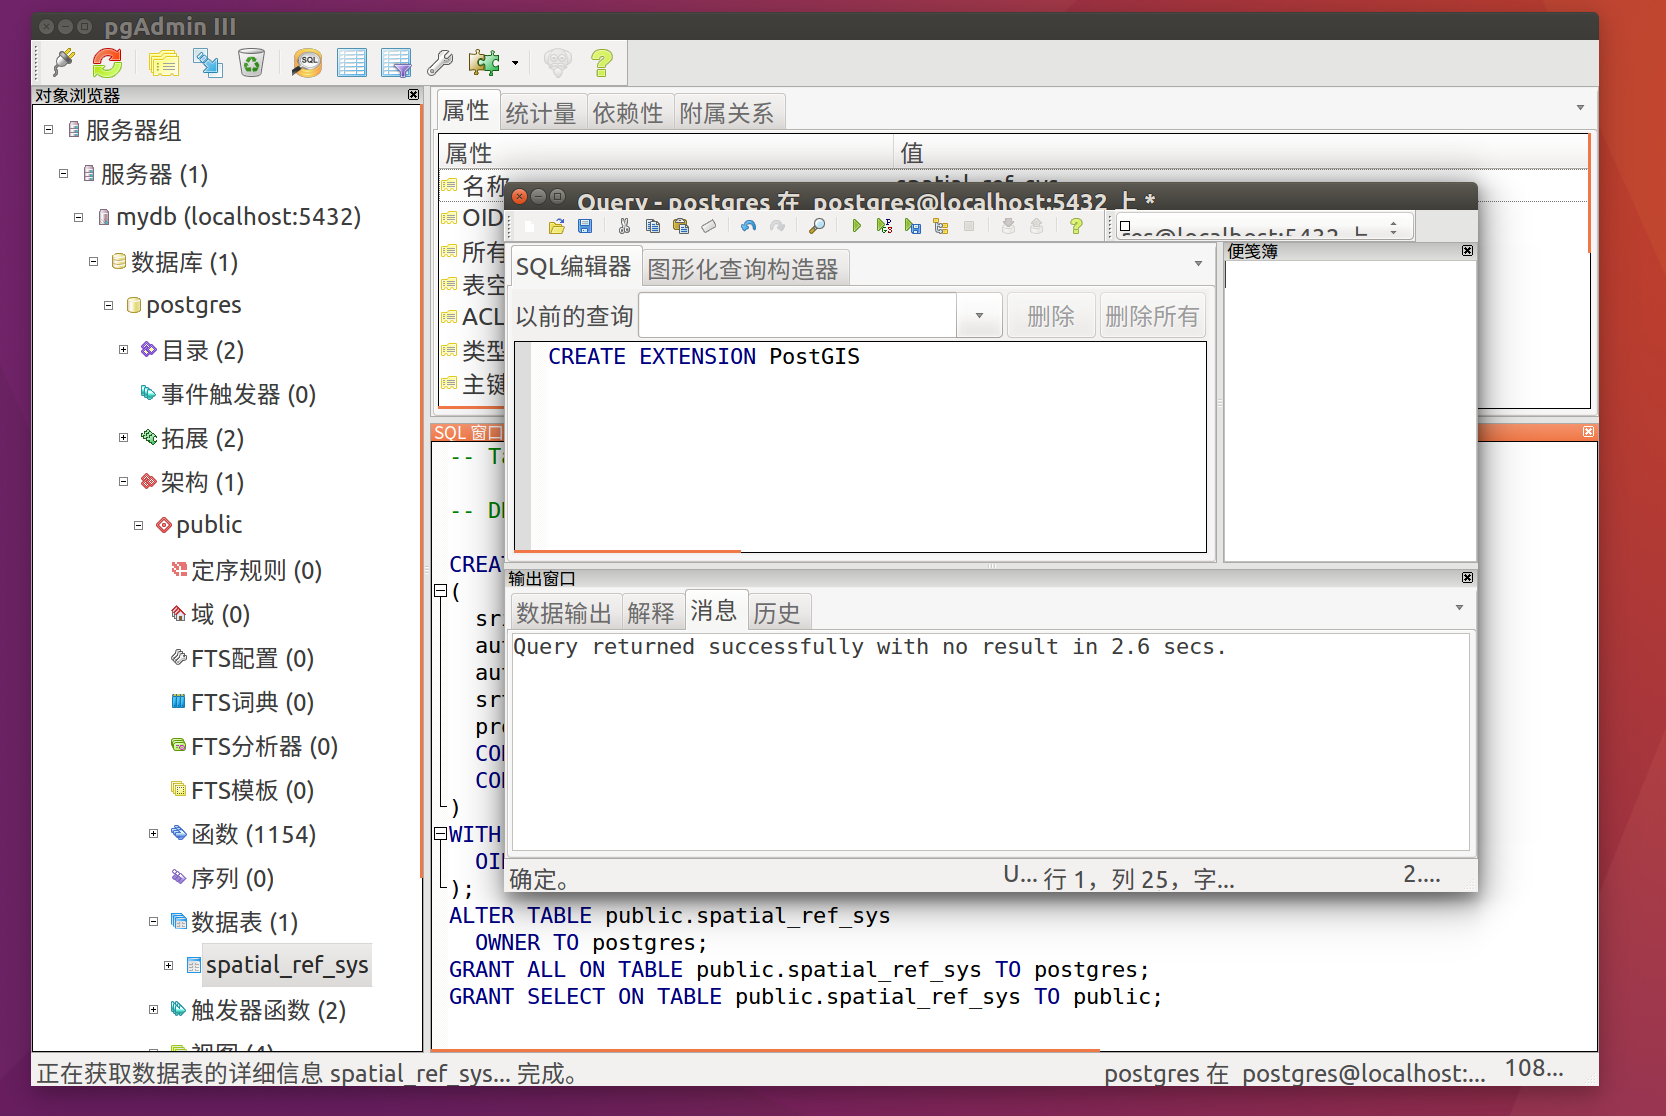 pgAdmin III
SQL
对象浏览器
服务器组
服务器 (1)
mydb (localhost:5432)
数据库 (1)
postgres
目录 (2)
事件触发器 (0)
拓展 (2)
架构 (1)
public
定序规则 (0)
域 (0)
FTS配置 (0)
FTS词典 (0)
FTS分析器 (0)
FTS模板 (0)
函数 (1154)
序列 (0)
数据表 (1)
spatial_ref_sys
触发器函数 (2)
视图 (4)
属性 统计量 依赖性 附属关系
属性 值
名称 spatial_ref_sys
OID
所有
表空
ACL
类型
主键
Query - postgres 在 postgres@localhost:5432 上 *
res@localhost:5432 上
SQL编辑器 图形化查询构造器
便笺簿
以前的查询 删除 删除所有
CREATE EXTENSION PostGIS
输出窗口
数据输出 解释 消息 历史
Query returned successfully with no result in 2.6 secs.
确定。 U... 行 1，列 25，字... 2....
SQL 窗口
-- Ta
-- D
CREA
(
sr
au
au
sr
pr
CO
CO
)
WITH
OI
);
ALTER TABLE public.spatial_ref_sys
OWNER TO postgres;
GRANT ALL ON TABLE public.spatial_ref_sys TO postgres;
GRANT SELECT ON TABLE public.spatial_ref_sys TO public;
正在获取数据表的详细信息 spatial_ref_sys... 完成。 postgres 在 postgres@localhost:... 108...